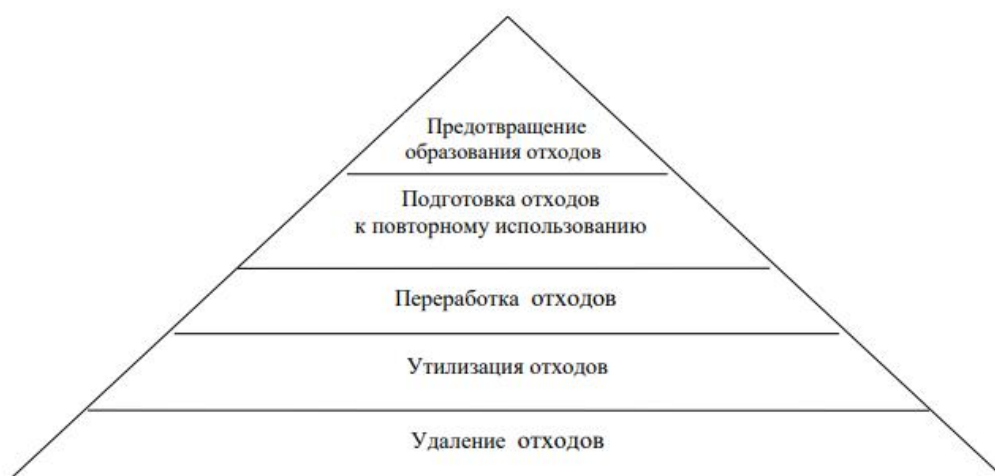 Предотвращение
образования отходов
Подготовка отходов
к повторному использованию
Переработка отходов
Утилизация отходов
Удаление отходов